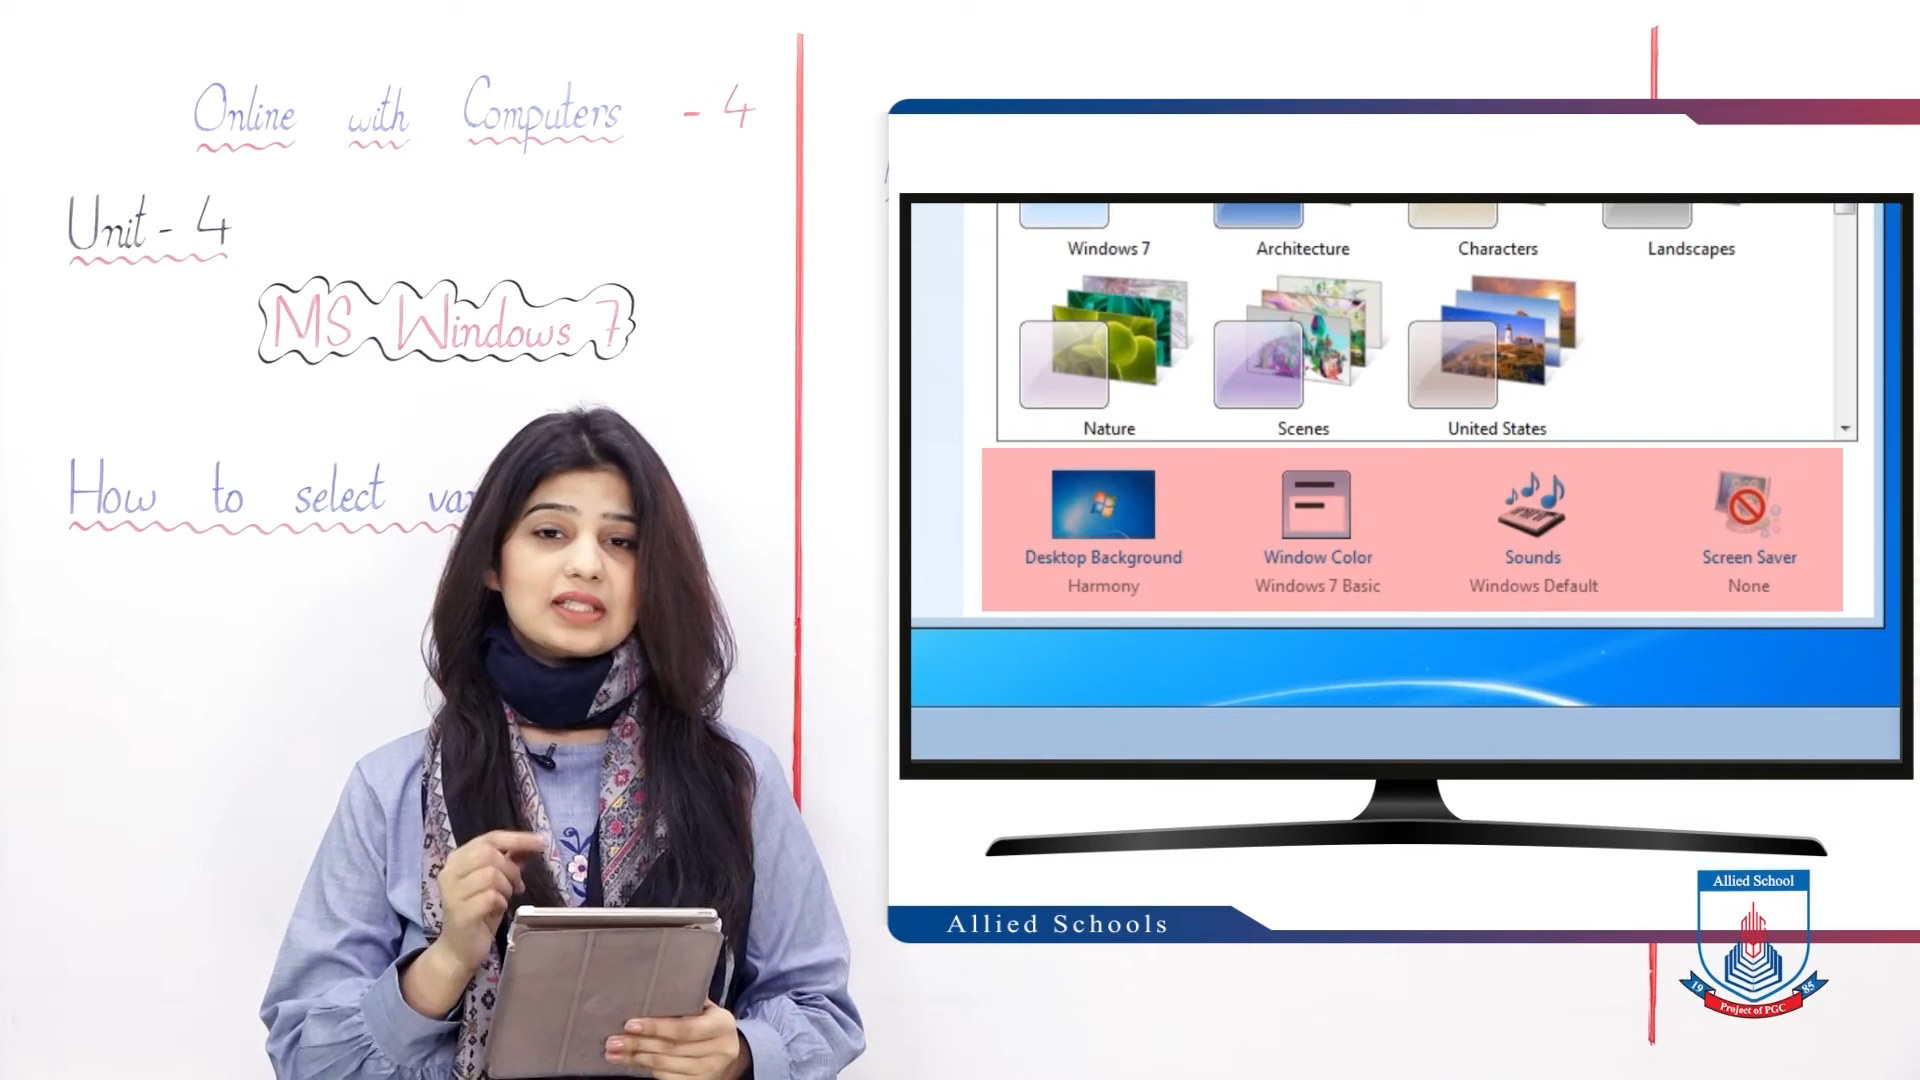 Online with Computers - 4
Unit - 4
MS Windows 7
How to select
Windows 7 Architecture Characters Landscapes
Nature Scenes United States
Desktop Background Window Color Sounds Screen Saver
Harmony Windows 7 Basic Windows Default None
Allied Schools
Allied School
19 85
Project of PGC